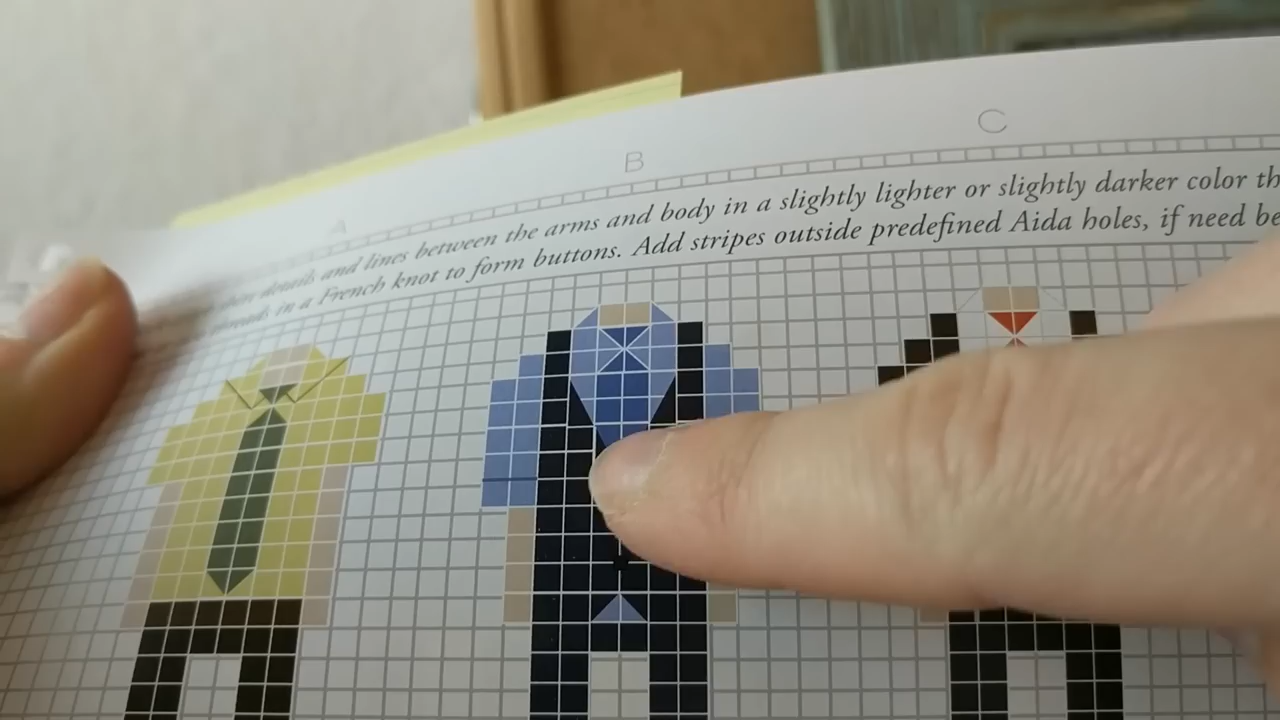 A B C
details and lines between the arms and body in a slightly lighter or slightly darker color th
threads in a French knot to form buttons. Add stripes outside predefined Aida holes, if need be